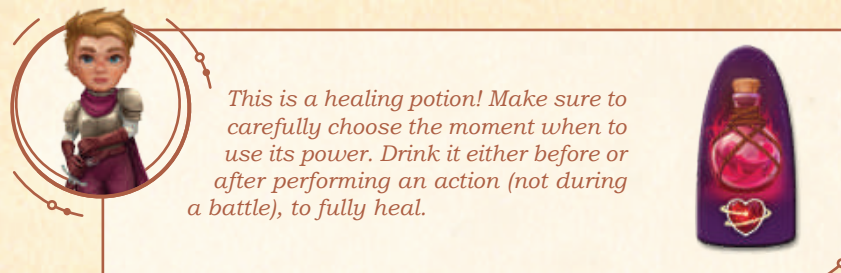 This is a healing potion! Make sure to
carefully choose the moment when to
use its power. Drink it either before or
after performing an action (not during
a battle), to fully heal.